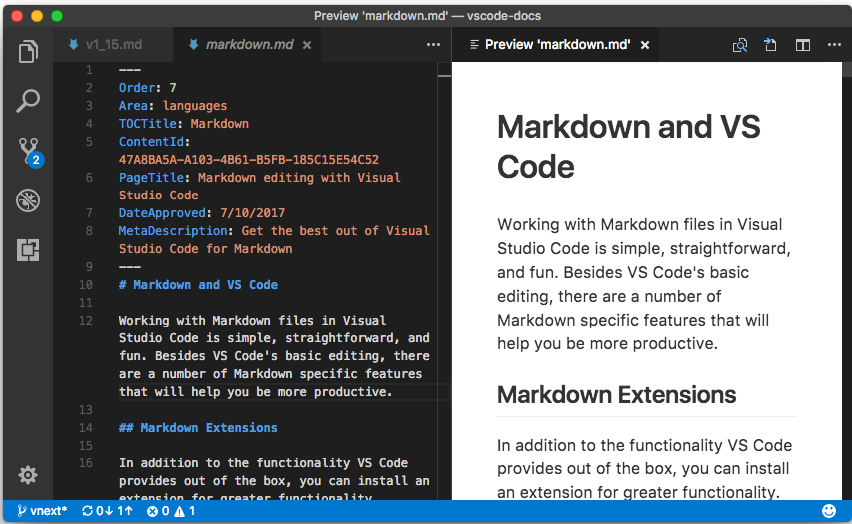 Preview 'markdown.md' — vscode-docs
v1_15.md
markdown.md
Preview 'markdown.md'
2
1 ---
2 Order: 7
3 Area: languages
4 TOCTitle: Markdown
5 ContentId:
47A8BA5A-A103-4B61-B5FB-185C15E54C52
6 PageTitle: Markdown editing with Visual
Studio Code
7 DateApproved: 7/10/2017
8 MetaDescription: Get the best out of Visual
Studio Code for Markdown
9 ---
10 # Markdown and VS Code
11
12 Working with Markdown files in Visual
Studio Code is simple, straightforward, and
fun. Besides VS Code's basic editing, there
are a number of Markdown specific features
that will help you be more productive.
13
14 ## Markdown Extensions
15
16 In addition to the functionality VS Code
provides out of the box, you can install an
extension for greater functionality.
Markdown and VS
Code
Working with Markdown files in Visual
Studio Code is simple, straightforward,
and fun. Besides VS Code's basic
editing, there are a number of
Markdown specific features that will
help you be more productive.
Markdown Extensions
In addition to the functionality VS Code
provides out of the box, you can install
an extension for greater functionality.
vnext* 0↓ 1↑ 0 1